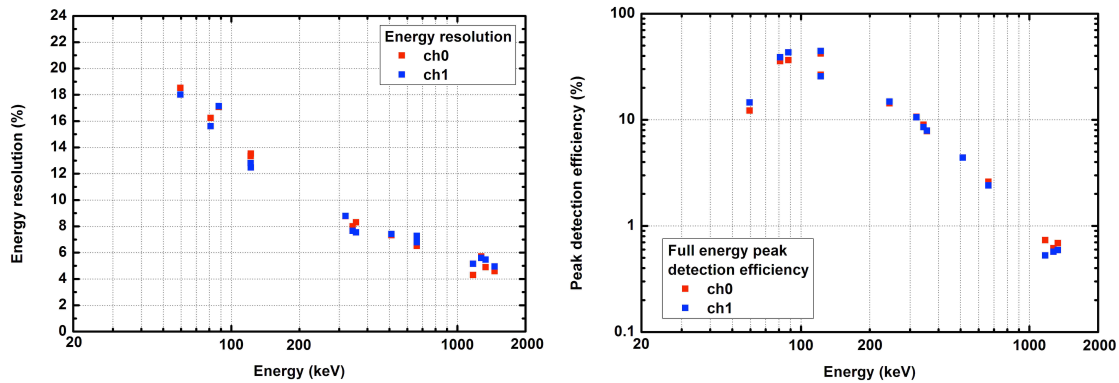 24
22
20
18
16
14
12
10
8
6
4
2
0
Energy resolution (%)
Energy resolution
ch0
ch1
20
100
200
1000
2000
Energy (keV)
100
10
1
0.1
Peak detection efficiency (%)
Full energy peak
detection efficiency
ch0
ch1
20
100
200
1000
2000
Energy (keV)